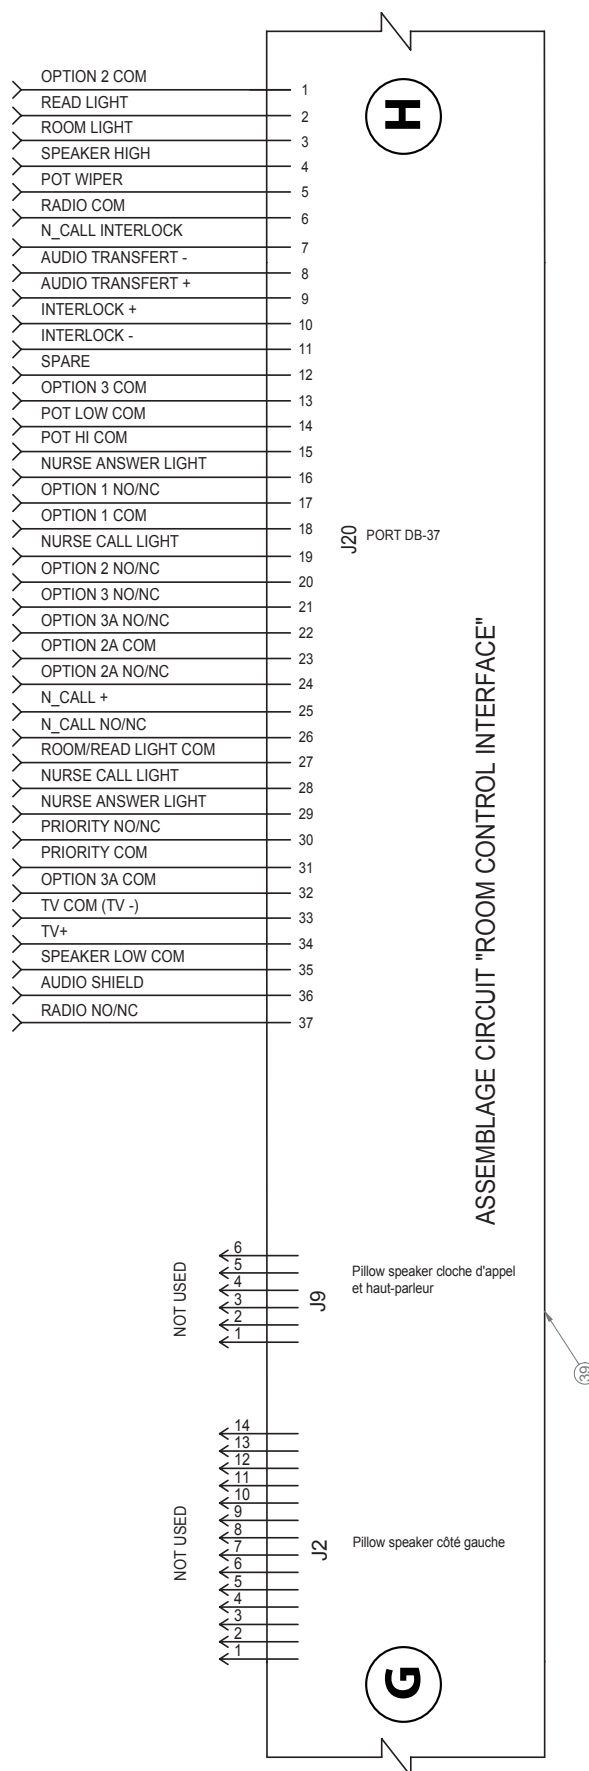 H
OPTION 2 COM 1
READ LIGHT 2
ROOM LIGHT 3
SPEAKER HIGH 4
POT WIPER 5
RADIO COM 6
N_CALL INTERLOCK 7
AUDIO TRANSFERT - 8
AUDIO TRANSFERT + 9
INTERLOCK + 10
INTERLOCK - 11
SPARE 12
OPTION 3 COM 13
POT LOW COM 14
POT HI COM 15
NURSE ANSWER LIGHT 16
OPTION 1 NO/NC 17
OPTION 1 COM 18
NURSE CALL LIGHT 19
OPTION 2 NO/NC 20
OPTION 3 NO/NC 21
OPTION 3A NO/NC 22
OPTION 2A COM 23
OPTION 2A NO/NC 24
N_CALL + 25
N_CALL NO/NC 26
ROOM/READ LIGHT COM 27
NURSE CALL LIGHT 28
NURSE ANSWER LIGHT 29
PRIORITY NO/NC 30
PRIORITY COM 31
OPTION 3A COM 32
TV COM (TV -) 33
TV+ 34
SPEAKER LOW COM 35
AUDIO SHIELD 36
RADIO NO/NC 37
J20 PORT DB-37
ASSEMBLAGE CIRCUIT "ROOM CONTROL INTERFACE"
NOT USED
6
5
4
3
2
1
J9
Pillow speaker cloche d'appel
et haut-parleur
39
NOT USED
14
13
12
11
10
9
8
7
6
5
4
3
2
1
J2
Pillow speaker côté gauche
G